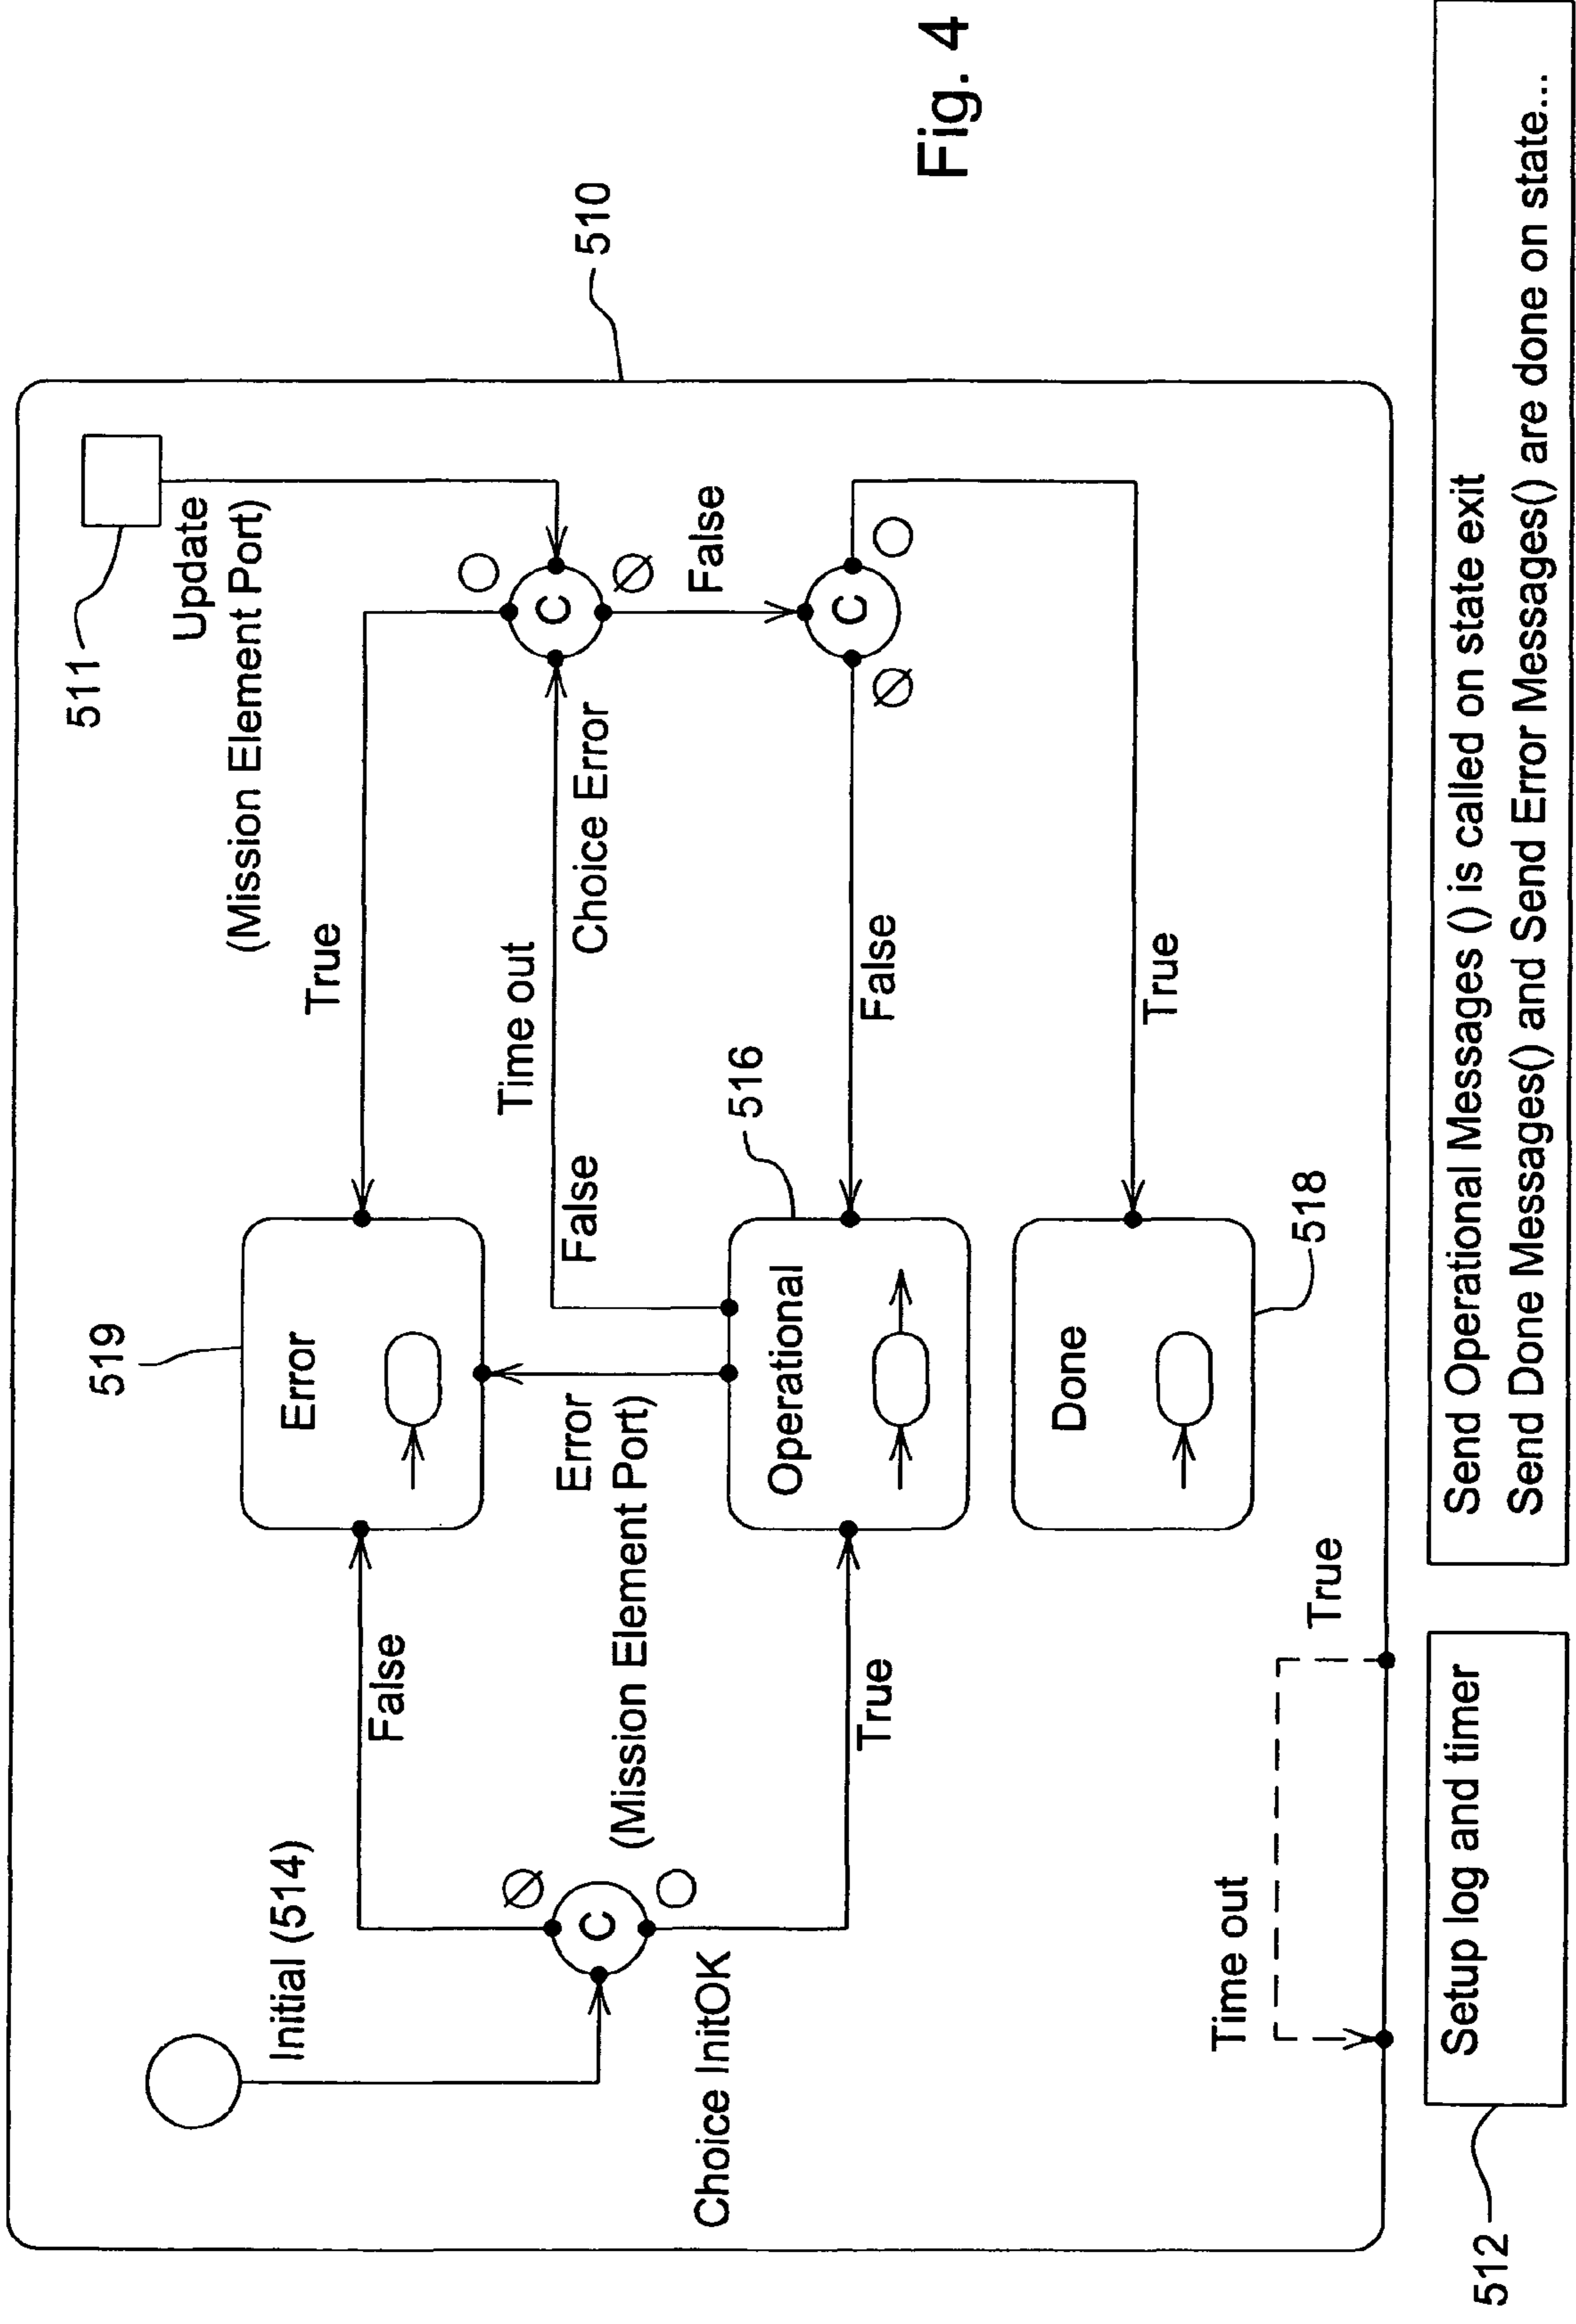 519
Error
False
True
Initial (514)
Choice InitOK
C
Error
(Mission Element Port)
False
Time out
Choice Error
C
511
Update
(Mission Element Port)
510
False
516
Operational
True
False
C
Done
518
True
Time out
True
512
Setup log and timer
Send Operational Messages () is called on state exit
Send Done Messages() and Send Error Messages() are done on state...
Fig. 4